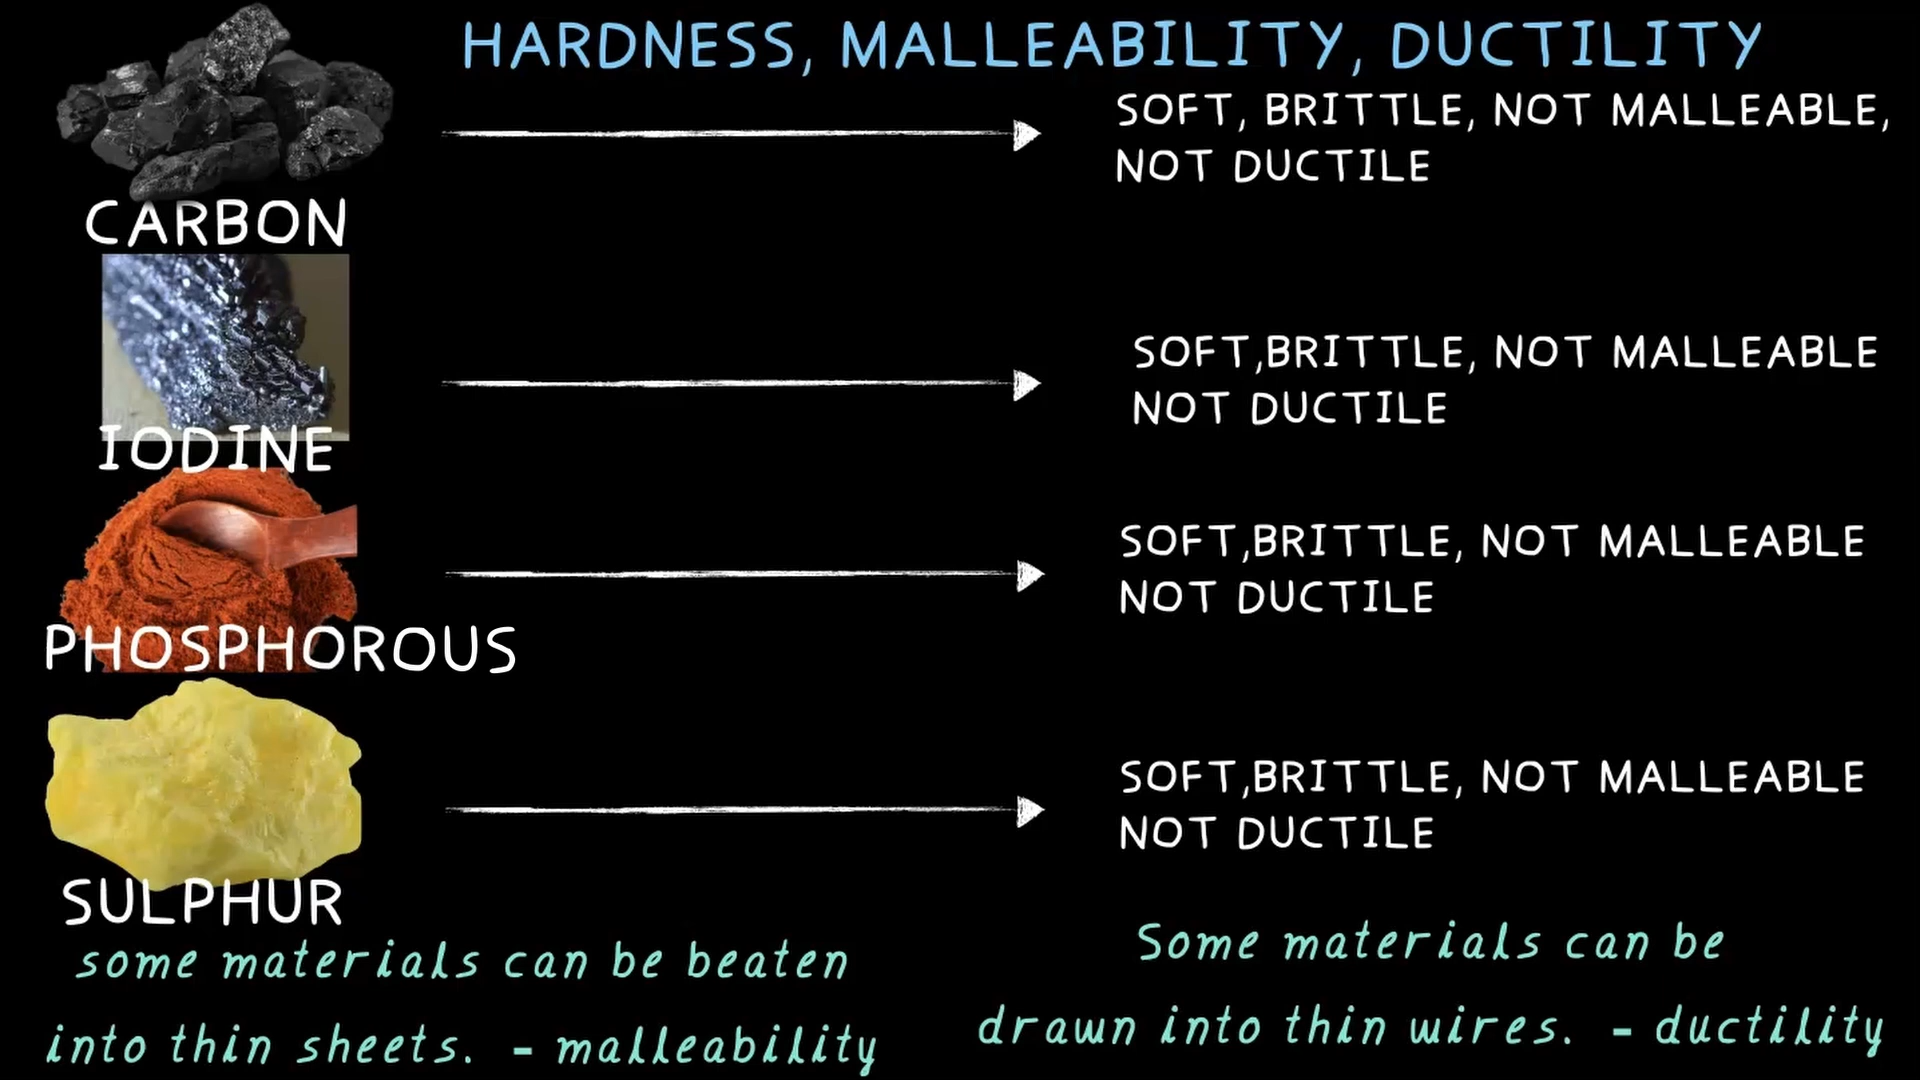 HARDNESS, MALLEABILITY, DUCTILITY
SOFT, BRITTLE, NOT MALLEABLE,
NOT DUCTILE
CARBON
SOFT,BRITTLE, NOT MALLEABLE
NOT DUCTILE
IODINE
SOFT,BRITTLE, NOT MALLEABLE
NOT DUCTILE
PHOSPHOROUS
SOFT,BRITTLE, NOT MALLEABLE
NOT DUCTILE
SULPHUR
some materials can be beaten
into thin sheets. - malleability
Some materials can be
drawn into thin wires. - ductility